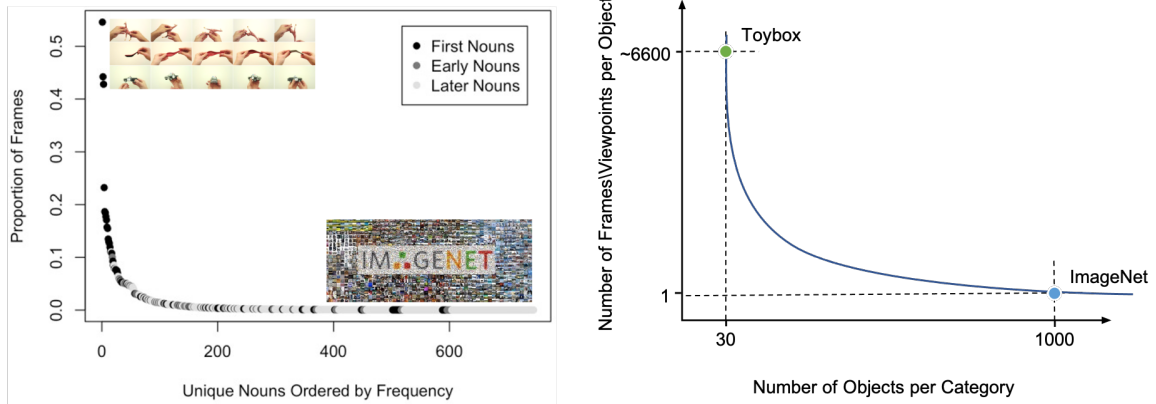 Proportion of Frames
0.5
0.4
0.3
0.2
0.1
0.0
First Nouns
Early Nouns
Later Nouns
IMAGENET
0
200
400
600
Unique Nouns Ordered by Frequency
Number of Frames\Viewpoints per Object
~6600
1
Toybox
ImageNet
30
1000
Number of Objects per Category